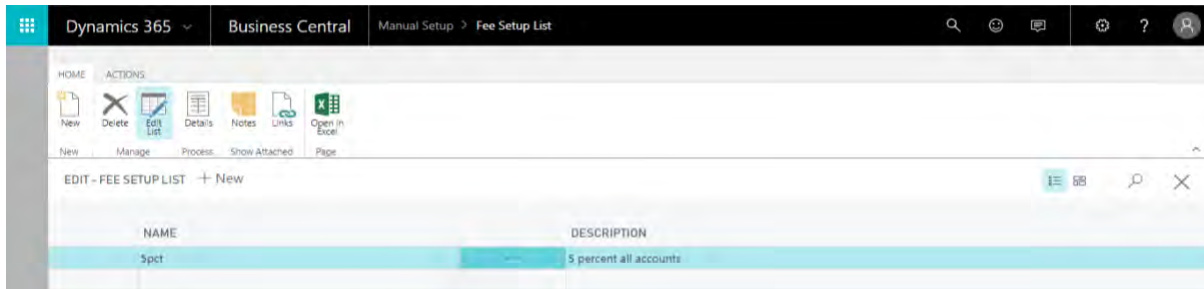 Dynamics 365 Business Central Manual Setup > Fee Setup List ?
HOME ACTIONS
New Delete Edit List Details Notes Links Open in Excel
New Manage Process Show Attached Page
EDIT - FEE SETUP LIST + New
NAME DESCRIPTION
5pct 5 percent all accounts